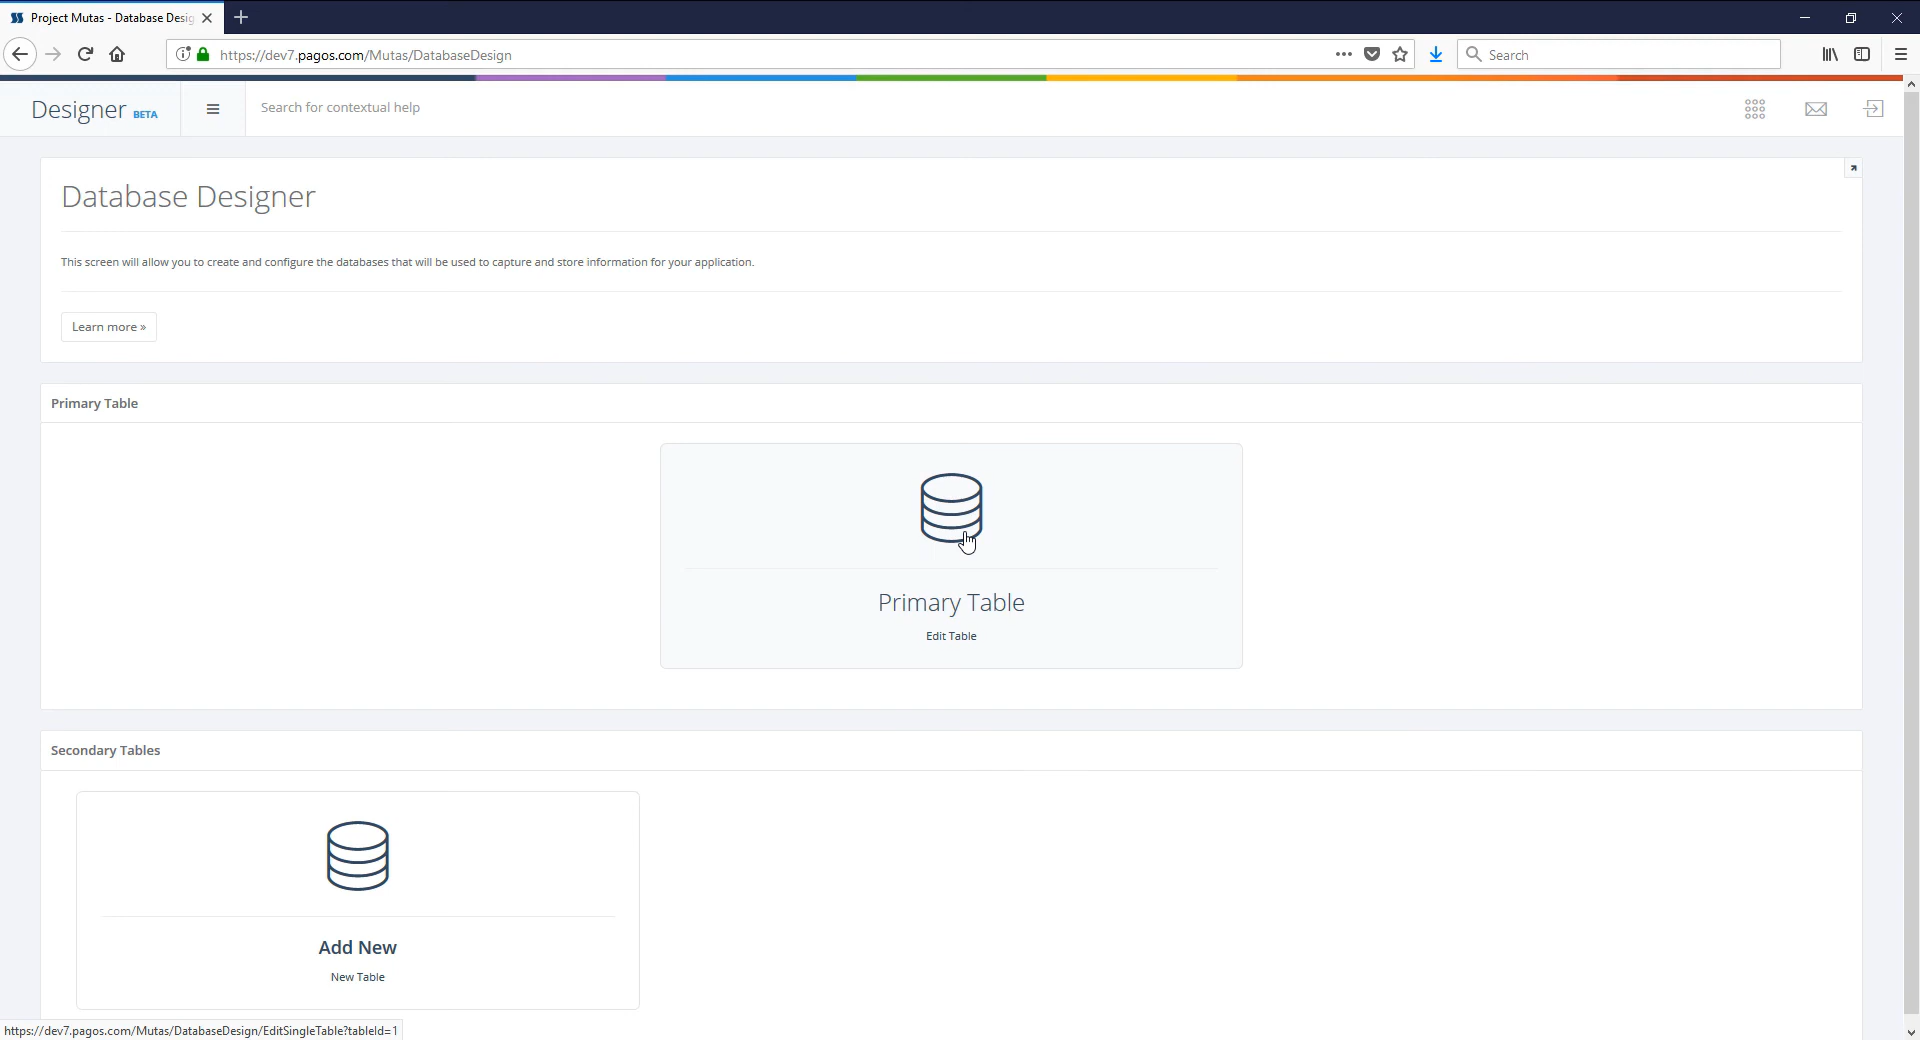 Project Mutas - Database Desig
https://dev7.pagos.com/Mutas/DatabaseDesign
Search
Designer BETA
Search for contextual help
Database Designer
This screen will allow you to create and configure the databases that will be used to capture and store information for your application.
Learn more »
Primary Table
Primary Table
Edit Table
Secondary Tables
Add New
New Table
https://dev7.pagos.com/Mutas/DatabaseDesign/EditSingleTable?tableId=1